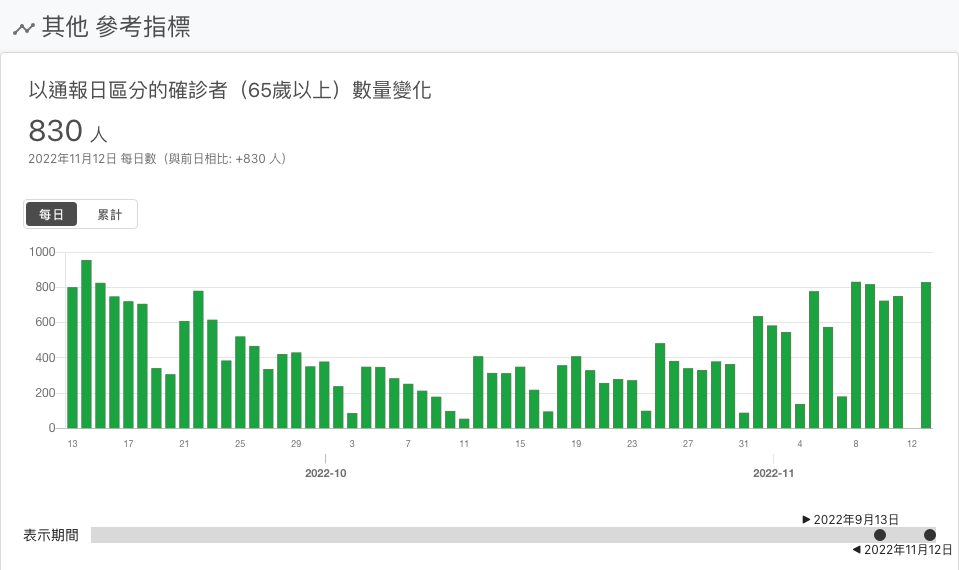 其他 參考指標
以通報日區分的確診者（65歲以上）數量變化
830 人
2022年11月12日 每日數（與前日相比: +830 人）
每日 累計
1000
800
600
400
200
0
13 17 21 25 29 3 7 11 15 19 23 27 31 4 8 12
2022-10 2022-11
▶ 2022年9月13日
表示期間
◀ 2022年11月12日